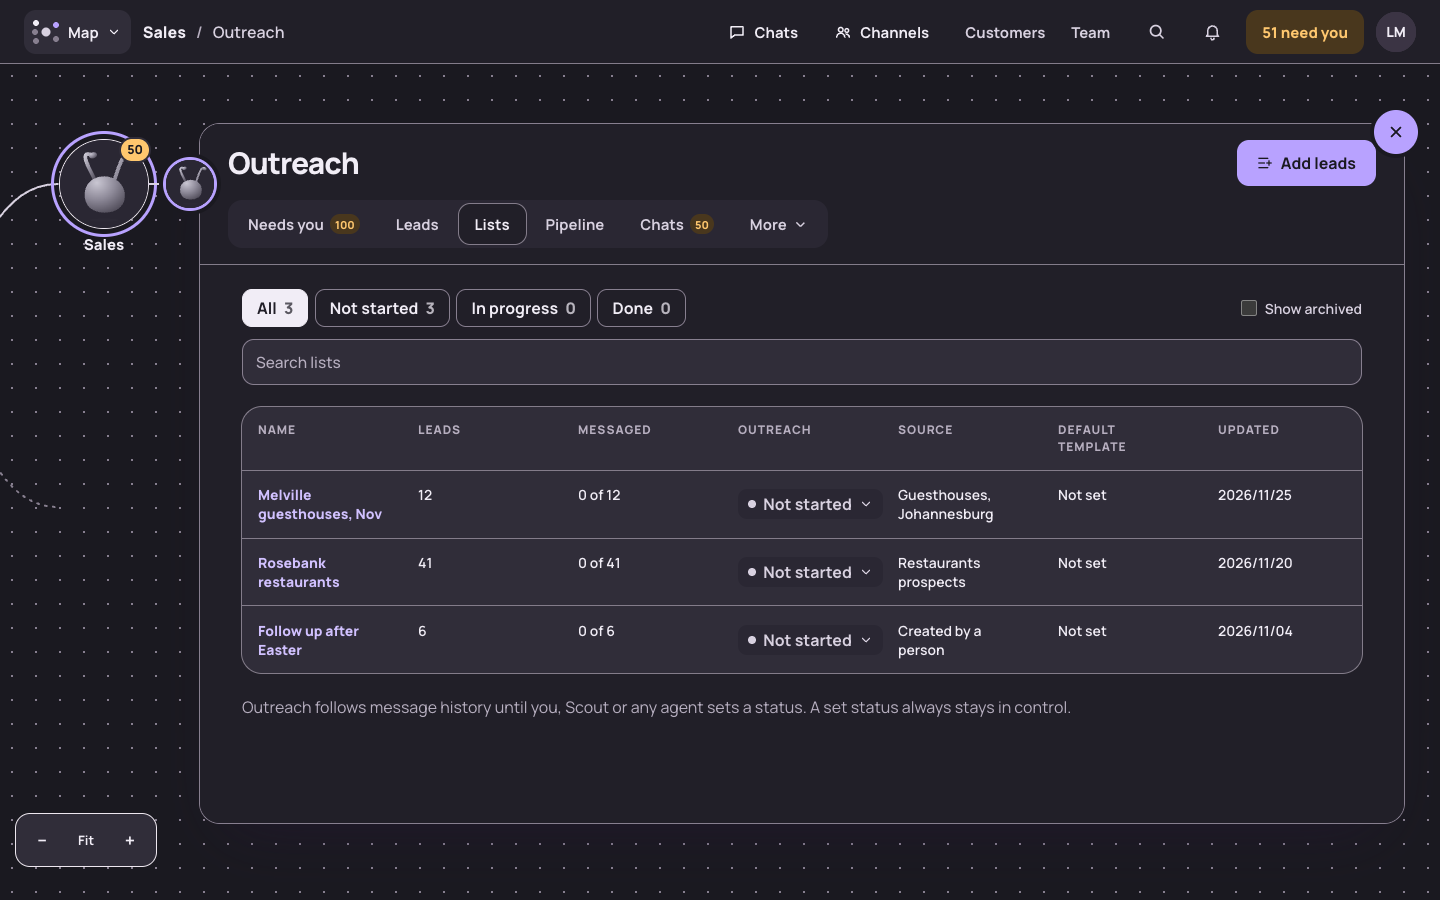 Map
Sales / Outreach
Chats
Channels
Customers
Team
51 need you
LM
50
Sales
Outreach
Add leads
Needs you 100
Leads
Lists
Pipeline
Chats 50
More
All 3
Not started 3
In progress 0
Done 0
Show archived
Search lists
NAME
LEADS
MESSAGED
OUTREACH
SOURCE
DEFAULT
TEMPLATE
UPDATED
Melville
guesthouses, Nov
12
0 of 12
Not started
Guesthouses,
Johannesburg
Not set
2026/11/25
Rosebank
restaurants
41
0 of 41
Not started
Restaurants
prospects
Not set
2026/11/20
Follow up after
Easter
6
0 of 6
Not started
Created by a
person
Not set
2026/11/04
Outreach follows message history until you, Scout or any agent sets a status. A set status always stays in control.
− Fit +